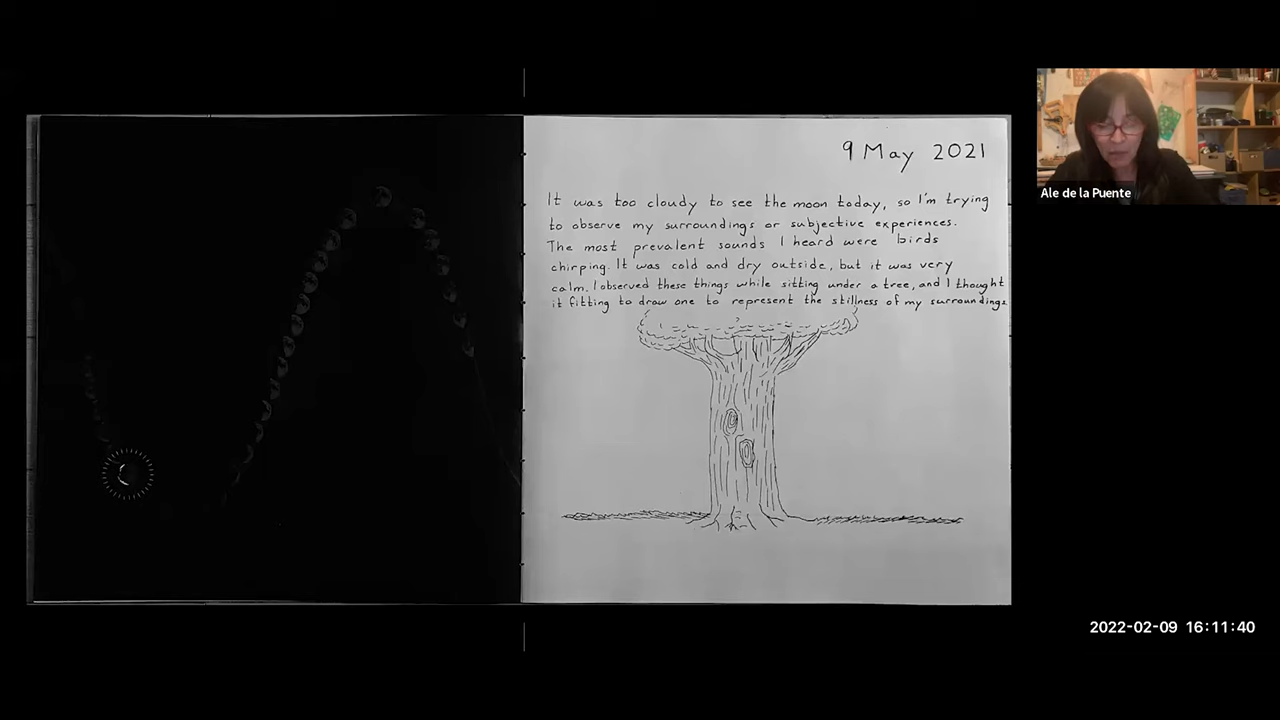 9 May 2021
It was too cloudy to see the moon today, so I'm trying
to observe my surroundings or subjective experiences.
The most prevalent sounds I heard were birds
chirping. It was cold and dry outside, but it was very
calm. I observed these things while sitting under a tree, and I thought
it fitting to draw one to represent the stillness of my surroundings.
Ale de la Puente
2022-02-09 16:11:40